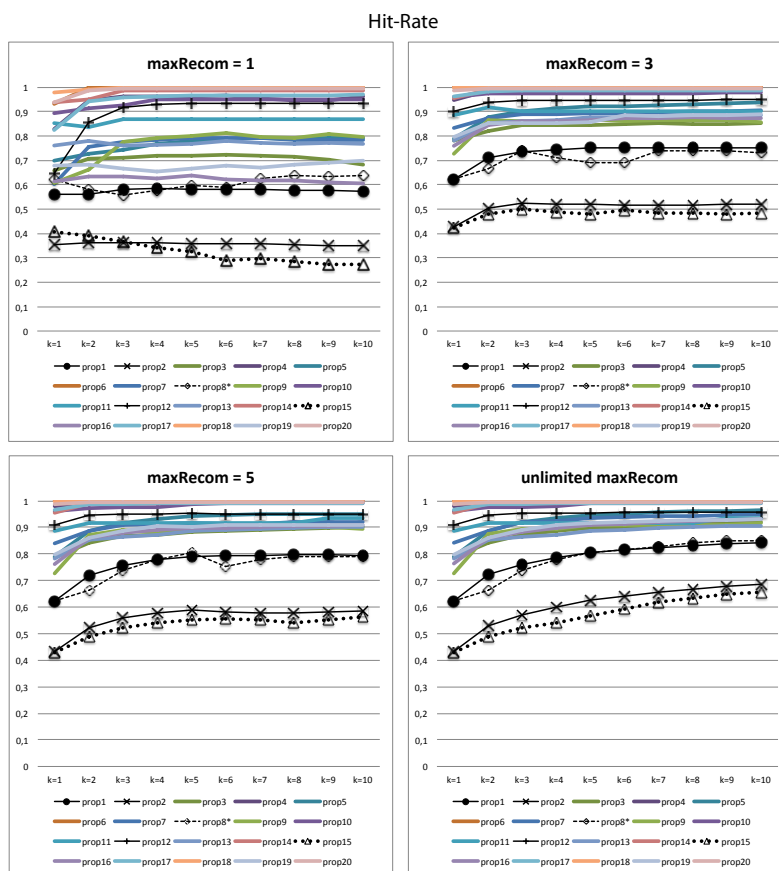 Hit-Rate
maxRecom = 1
1
0,9
0,8
0,7
0,6
0,5
0,4
0,3
0,2
0,1
0
k=1 k=2 k=3 k=4 k=5 k=6 k=7 k=8 k=9 k=10
prop1 prop2 prop3 prop4 prop5
prop6 prop7 prop8* prop9 prop10
prop11 prop12 prop13 prop14 prop15
prop16 prop17 prop18 prop19 prop20
maxRecom = 3
1
0,9
0,8
0,7
0,6
0,5
0,4
0,3
0,2
0,1
0
k=1 k=2 k=3 k=4 k=5 k=6 k=7 k=8 k=9 k=10
prop1 prop2 prop3 prop4 prop5
prop6 prop7 prop8* prop9 prop10
prop11 prop12 prop13 prop14 prop15
prop16 prop17 prop18 prop19 prop20
maxRecom = 5
1
0,9
0,8
0,7
0,6
0,5
0,4
0,3
0,2
0,1
0
k=1 k=2 k=3 k=4 k=5 k=6 k=7 k=8 k=9 k=10
prop1 prop2 prop3 prop4 prop5
prop6 prop7 prop8* prop9 prop10
prop11 prop12 prop13 prop14 prop15
prop16 prop17 prop18 prop19 prop20
unlimited maxRecom
1
0,9
0,8
0,7
0,6
0,5
0,4
0,3
0,2
0,1
0
k=1 k=2 k=3 k=4 k=5 k=6 k=7 k=8 k=9 k=10
prop1 prop2 prop3 prop4 prop5
prop6 prop7 prop8* prop9 prop10
prop11 prop12 prop13 prop14 prop15
prop16 prop17 prop18 prop19 prop20